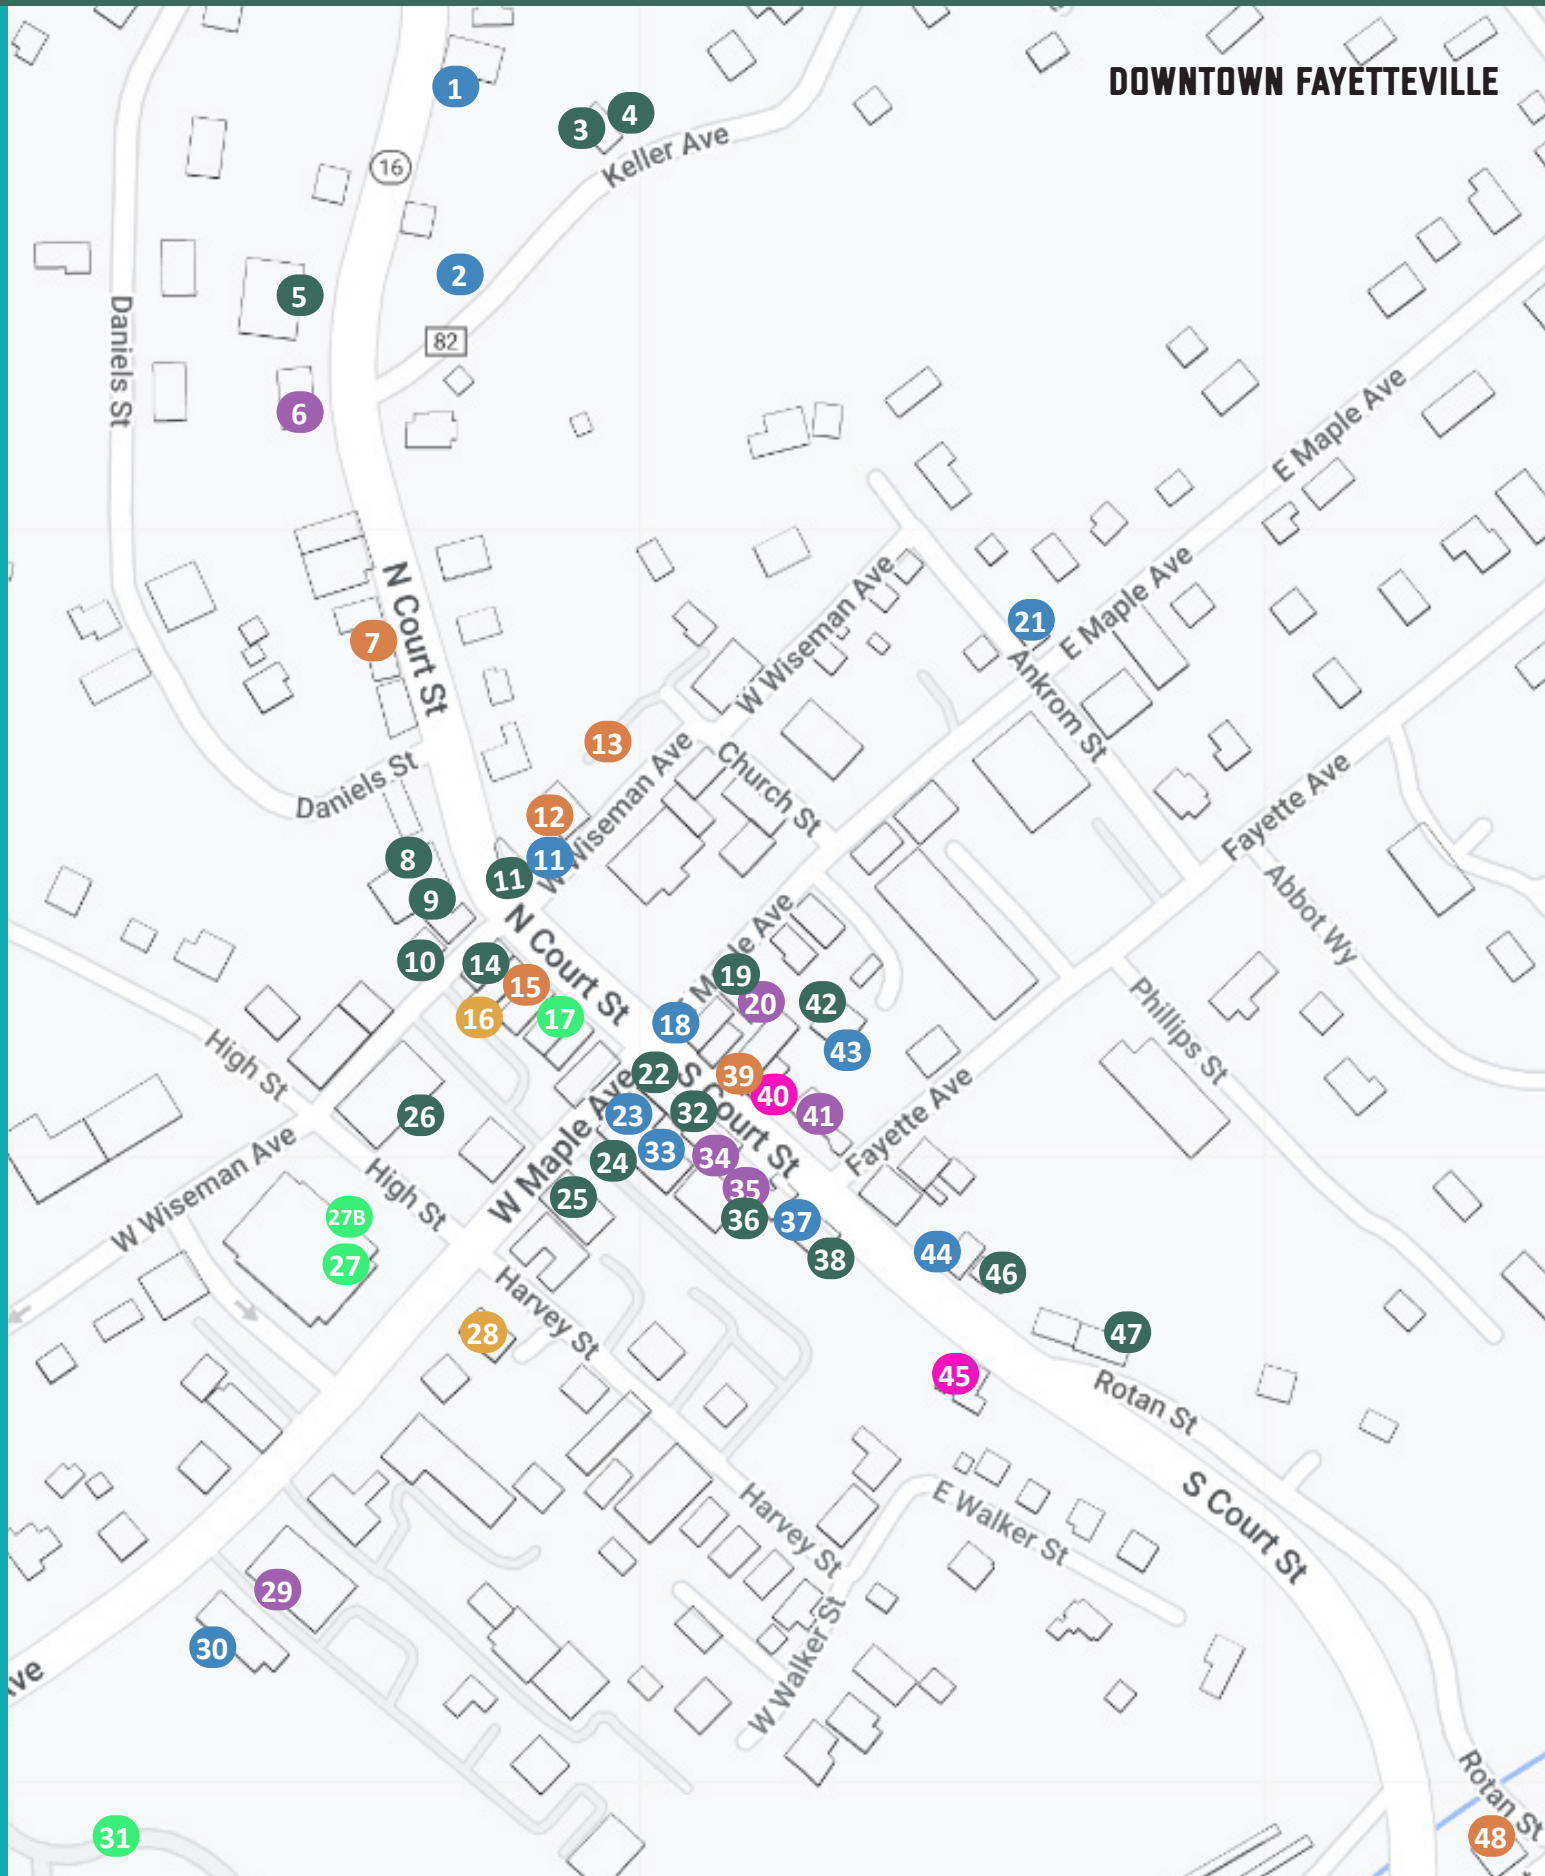 DOWNTOWN FAYETTEVILLE
1
3
4
Keller Ave
16
2
5
Daniels St
82
6
E Maple Ave
N Court St
W Wiseman Ave
E Maple Ave
21
7
Ankrom St
13
W Wiseman Ave
Church St
Daniels St
Fayette Ave
12
8
11
11
9
Abbot Wy
N Court St
10
14
15
16
17
19
20
42
18
43
Phillips St
High St
22
S Court St
39
40
41
26
23
32
Fayette Ave
W Maple Ave
24
33
34
W Wiseman Ave
High St
25
35
27B
36
37
27
38
44
46
Harvey St
28
47
45
Rotan St
Harvey St
E Walker St
S Court St
29
30
W Walker St
Ave
Rotan St
31
48